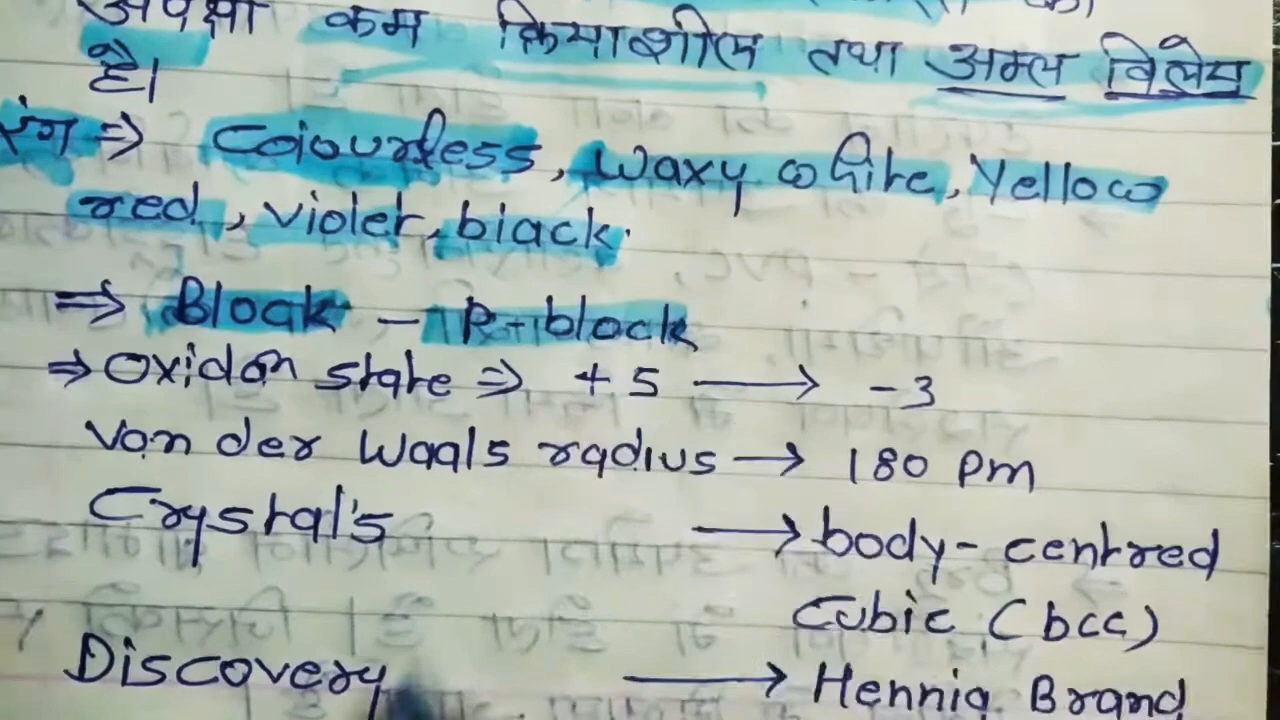 अपेक्षा कम क्रियाशील तथा अम्ल विलेय
है।
रंग ⇒ Colourless, Waxy white, Yellow
red, violet, black.
⇒ Block – P-block
⇒ Oxidan state ⇒ +5 ⟶ -3
Van der Waals radius → 180 pm
Crystal's ⟶ body-centred
Cubic (bcc)
Discovery ⟶ Hennig Brand